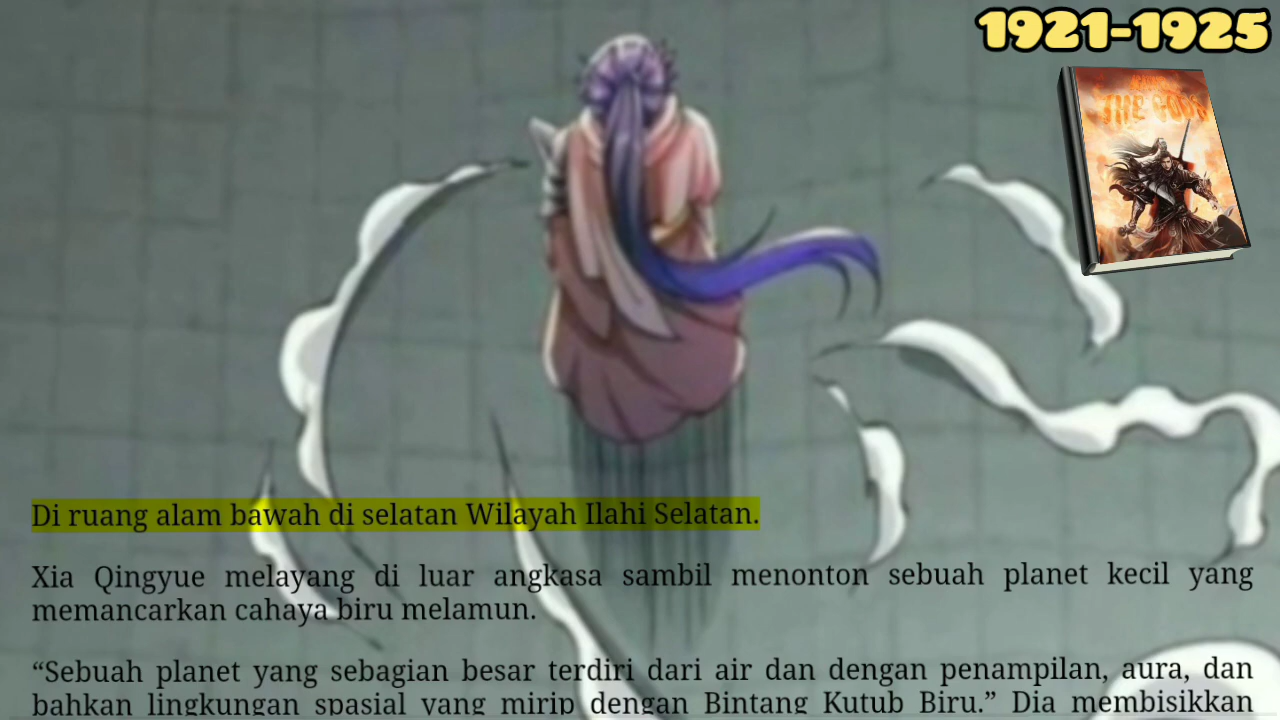 1921-1925
THE GODS
Di ruang alam bawah di selatan Wilayah Ilahi Selatan.
Xia Qingyue melayang di luar angkasa sambil menonton sebuah planet kecil yang
memancarkan cahaya biru melamun.
“Sebuah planet yang sebagian besar terdiri dari air dan dengan penampilan, aura, dan
bahkan lingkungan spasial yang mirip dengan Bintang Kutub Biru.” Dia membisikkan